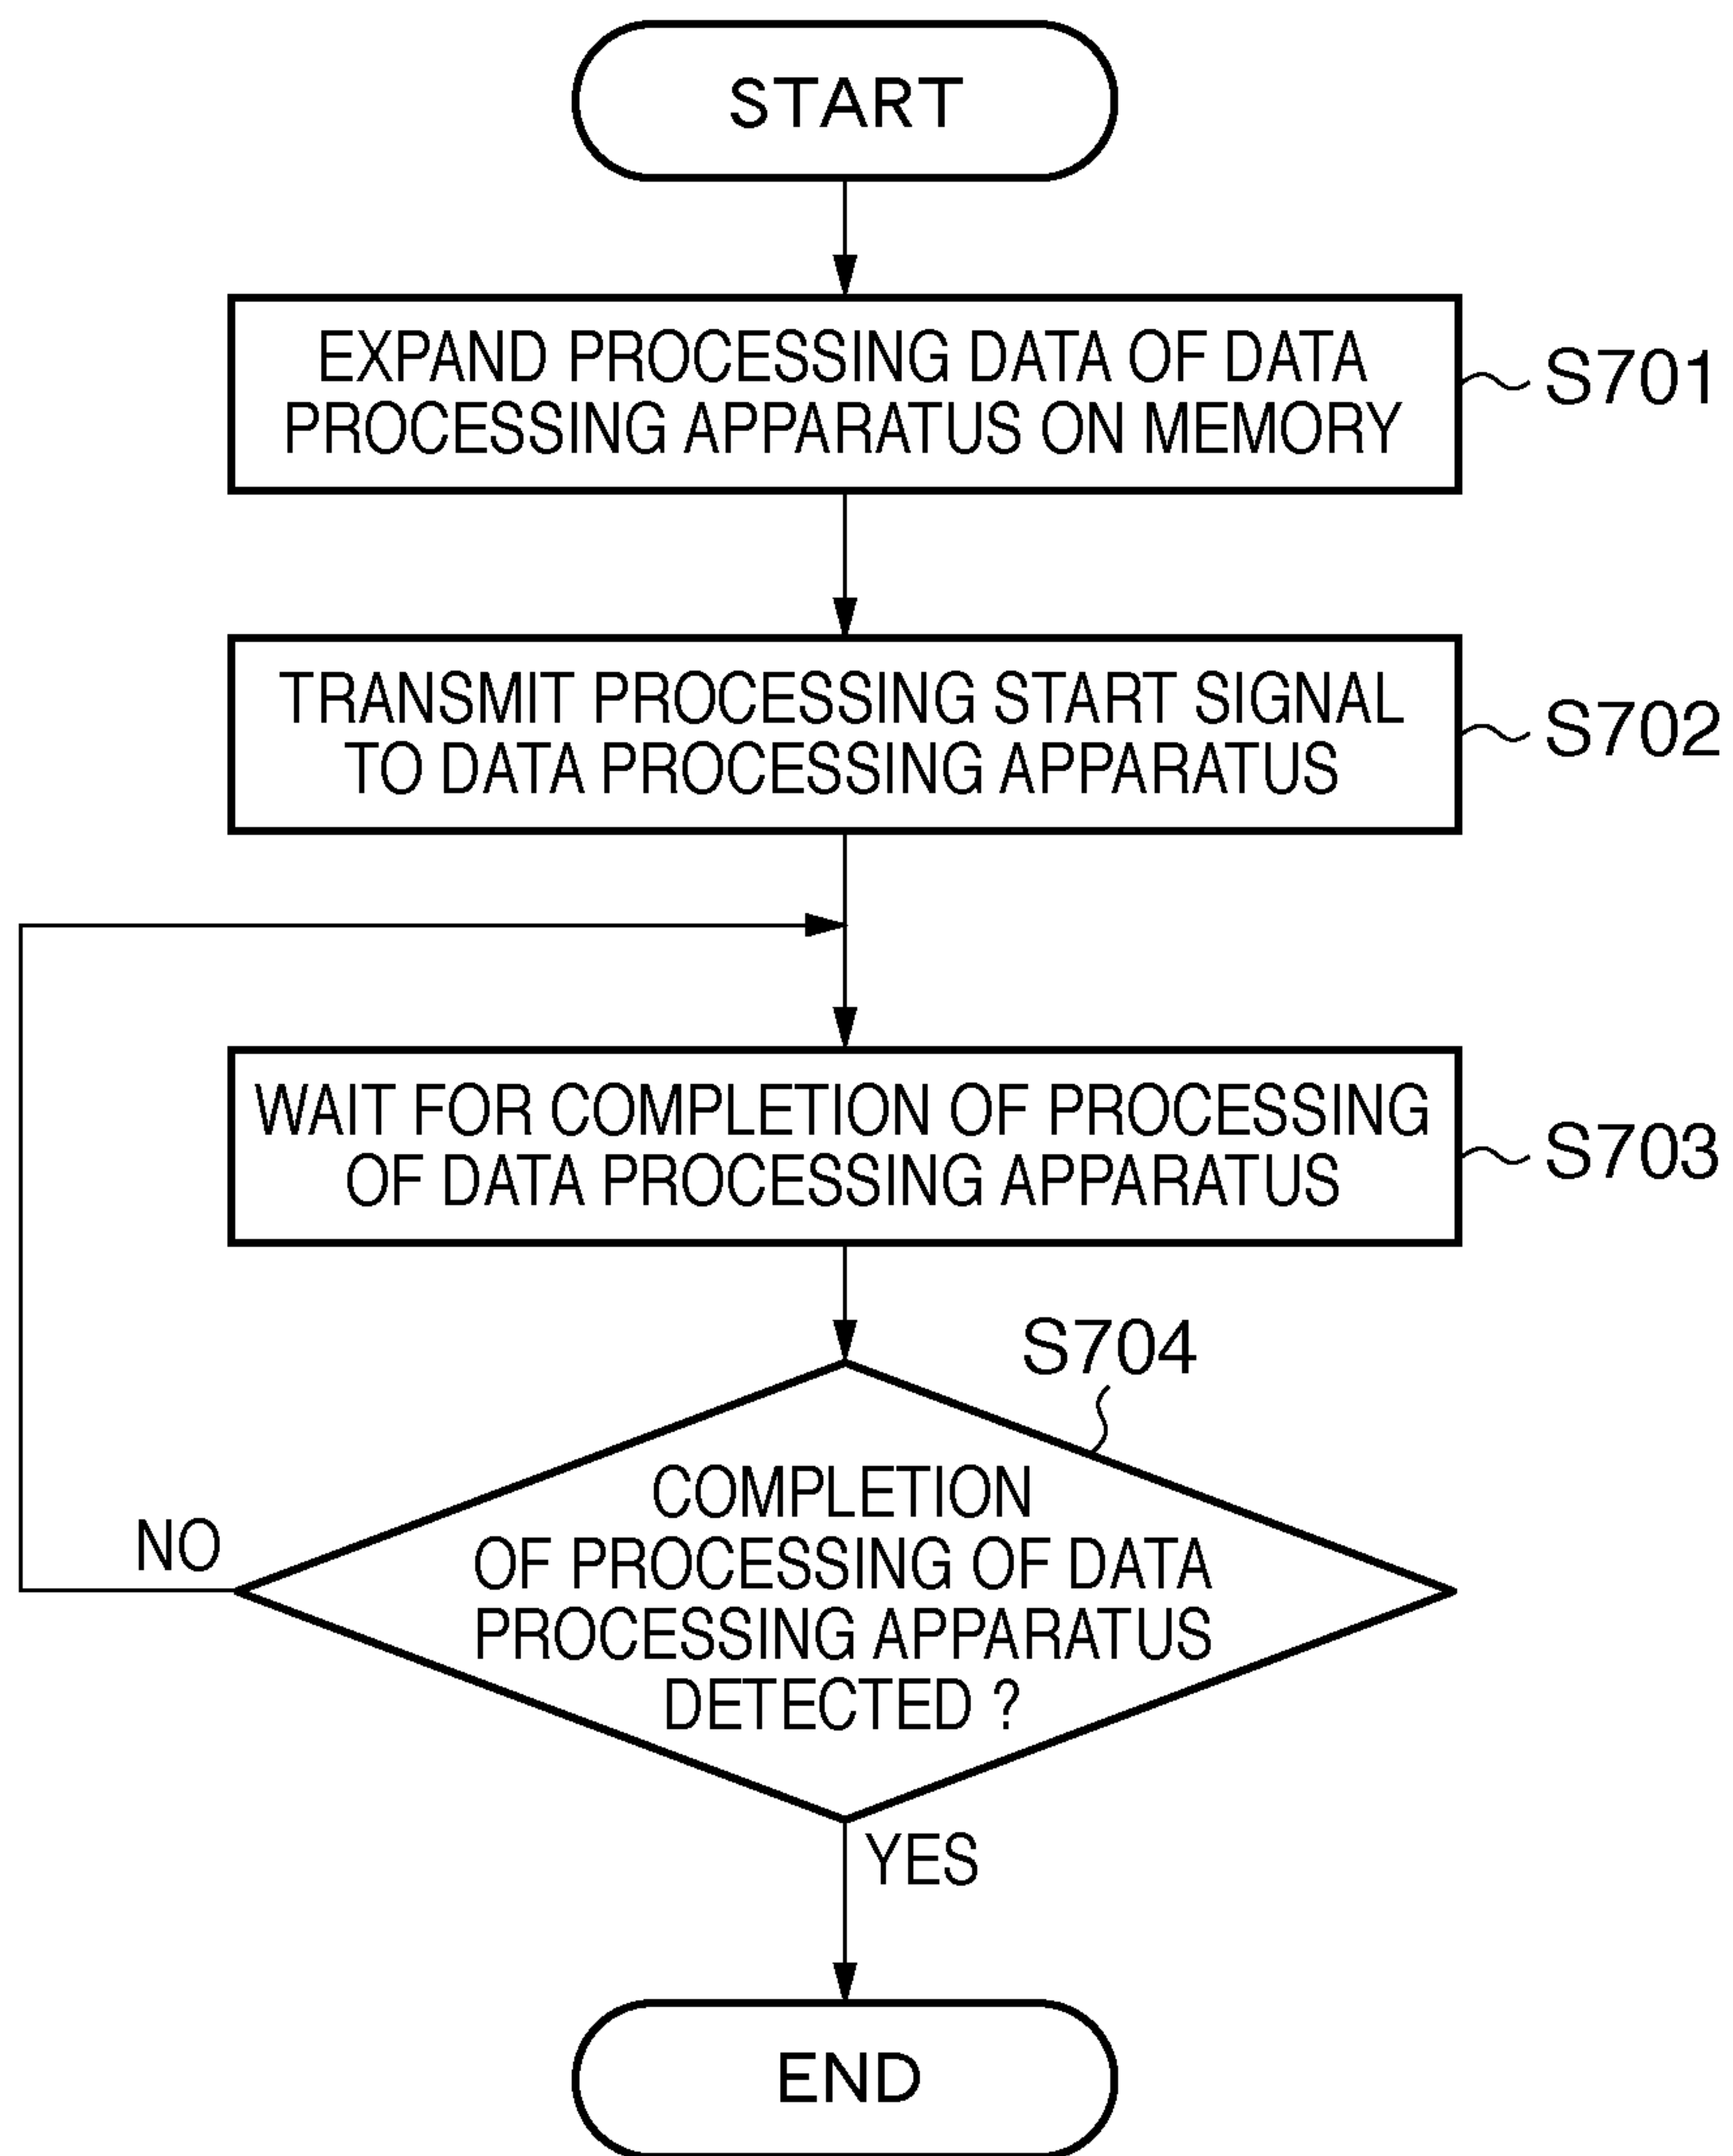 START
EXPAND PROCESSING DATA OF DATA
PROCESSING APPARATUS ON MEMORY
S701
TRANSMIT PROCESSING START SIGNAL
TO DATA PROCESSING APPARATUS
S702
WAIT FOR COMPLETION OF PROCESSING
OF DATA PROCESSING APPARATUS
S703
S704
COMPLETION
OF PROCESSING OF DATA
PROCESSING APPARATUS
DETECTED ?
NO
YES
END